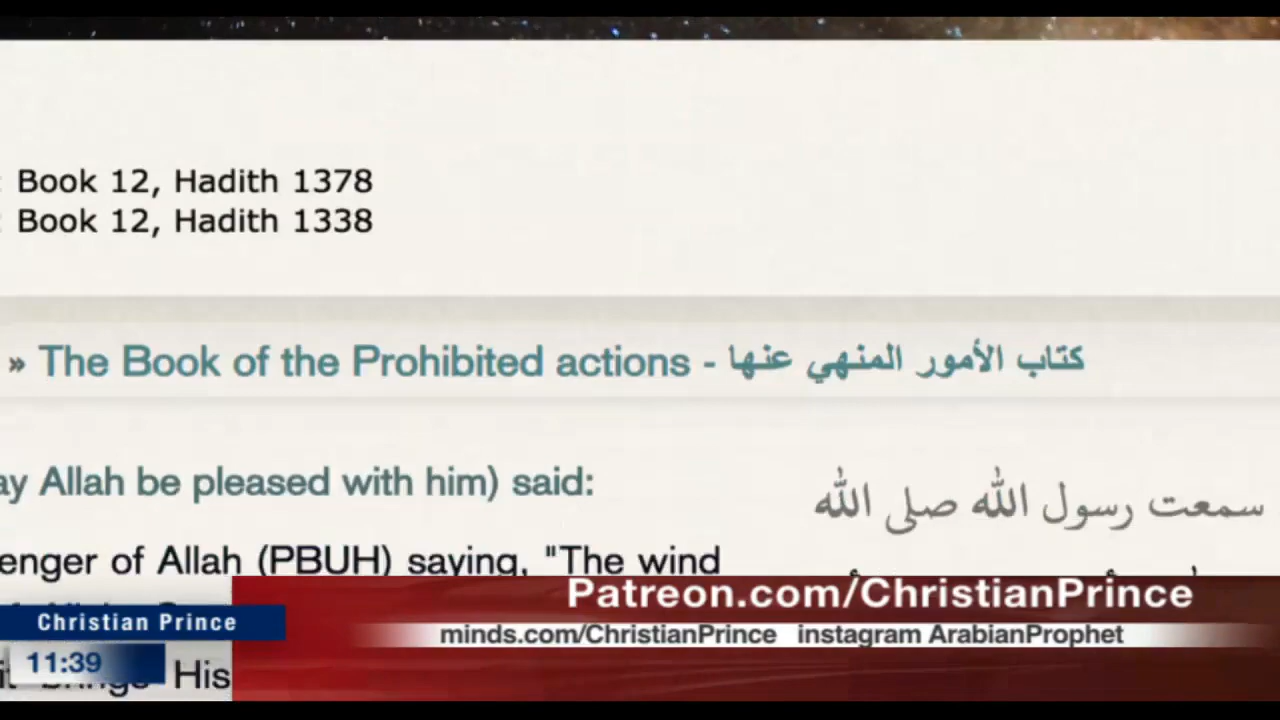 : Book 12, Hadith 1378
: Book 12, Hadith 1338
» The Book of the Prohibited actions - كتاب الأمور المنهي عنها
ay Allah be pleased with him) said:
سمعت رسول الله صلى الله
enger of Allah (PBUH) saying, "The wind
Patreon.com/ChristianPrince
Christian Prince
minds.com/ChristianPrince instagram ArabianProphet
11:39
it brings His